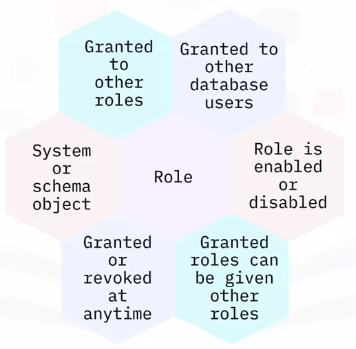 Granted
to
other
roles
Granted to
other
database
users
System
or
schema
object
Role
Role is
enabled
or
disabled
Granted
or
revoked
at
anytime
Granted
roles can
be given
other
roles